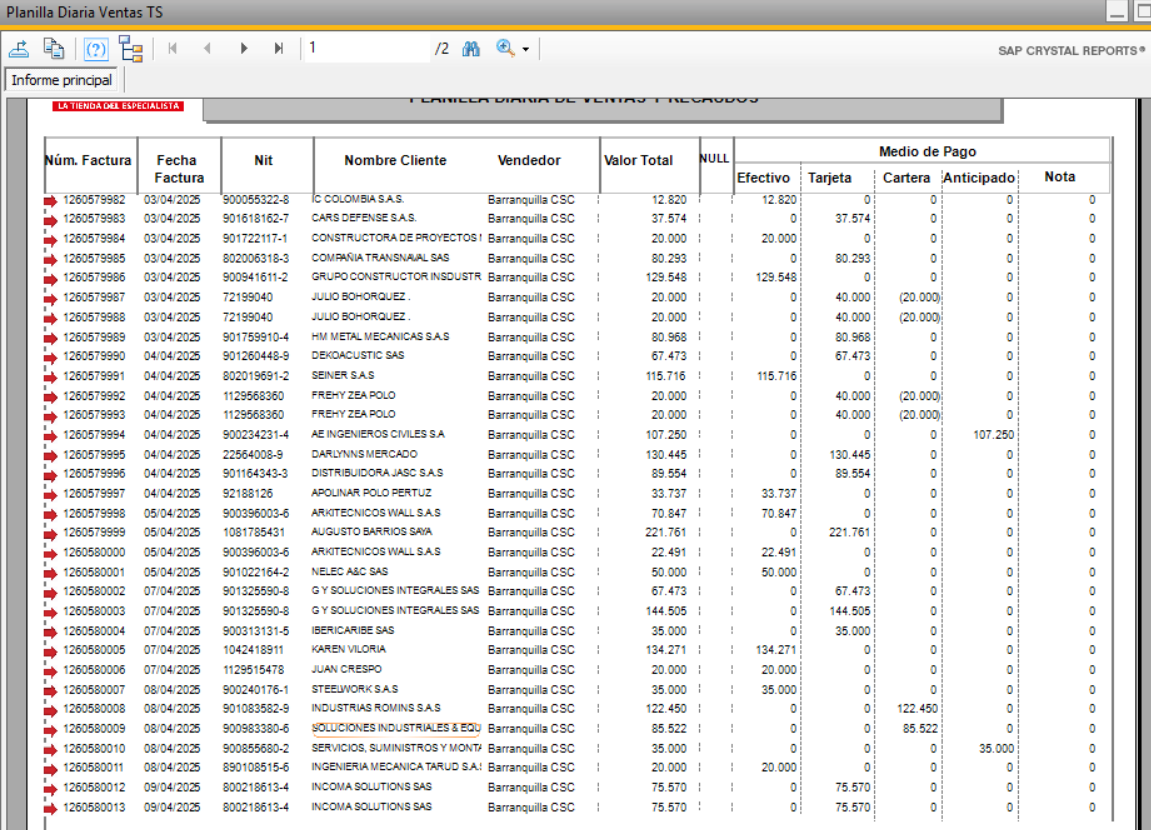 Planilla Diaria Ventas TS
1 /2 SAP CRYSTAL REPORTS®
Informe principal
LA TIENDA DEL ESPECIALISTA PLANILLA DIARIA DE VENTAS Y RECAUDOS
Núm. Factura Fecha Factura Nit Nombre Cliente Vendedor Valor Total NULL Medio de Pago
Efectivo Tarjeta Cartera Anticipado Nota
1260579982 03/04/2025 900055322-8 IC COLOMBIA S.A.S. Barranquilla CSC 12.820 12.820 0 0 0 0
1260579983 03/04/2025 901618162-7 CARS DEFENSE S.A.S. Barranquilla CSC 37.574 0 37.574 0 0 0
1260579984 03/04/2025 901722117-1 CONSTRUCTORA DE PROYECTOS Barranquilla CSC 20.000 20.000 0 0 0 0
1260579985 03/04/2025 802006318-3 COMPAÑIA TRANSNAVAL SAS Barranquilla CSC 80.293 0 80.293 0 0 0
1260579986 03/04/2025 900941611-2 GRUPO CONSTRUCTOR INSDUSTR Barranquilla CSC 129.548 129.548 0 0 0 0
1260579987 03/04/2025 72199040 JULIO BOHORQUEZ . Barranquilla CSC 20.000 0 40.000 (20.000) 0 0
1260579988 03/04/2025 72199040 JULIO BOHORQUEZ . Barranquilla CSC 20.000 0 40.000 (20.000) 0 0
1260579989 03/04/2025 901759910-4 HM METAL MECANICAS S.A.S Barranquilla CSC 80.968 0 80.968 0 0 0
1260579990 04/04/2025 901260448-9 DEKOACUSTIC SAS Barranquilla CSC 67.473 0 67.473 0 0 0
1260579991 04/04/2025 802019691-2 SEINER S.A.S Barranquilla CSC 115.716 115.716 0 0 0 0
1260579992 04/04/2025 1129568360 FREHY ZEA POLO Barranquilla CSC 20.000 0 40.000 (20.000) 0 0
1260579993 04/04/2025 1129568360 FREHY ZEA POLO Barranquilla CSC 20.000 0 40.000 (20.000) 0 0
1260579994 04/04/2025 900234231-4 AE INGENIEROS CIVILES S.A Barranquilla CSC 107.250 0 0 0 107.250 0
1260579995 04/04/2025 22564008-9 DARLYNNS MERCADO Barranquilla CSC 130.445 0 130.445 0 0 0
1260579996 04/04/2025 901164343-3 DISTRIBUIDORA JASC S.A.S Barranquilla CSC 89.554 0 89.554 0 0 0
1260579997 04/04/2025 92188126 APOLINAR POLO PERTUZ Barranquilla CSC 33.737 33.737 0 0 0 0
1260579998 05/04/2025 900396003-6 ARKITECNICOS WALL S.A.S Barranquilla CSC 70.847 70.847 0 0 0 0
1260579999 05/04/2025 1081785431 AUGUSTO BARRIOS SAYA Barranquilla CSC 221.761 0 221.761 0 0 0
1260580000 05/04/2025 900396003-6 ARKITECNICOS WALL S.A.S Barranquilla CSC 22.491 22.491 0 0 0 0
1260580001 05/04/2025 901022164-2 NELEC A&C SAS Barranquilla CSC 50.000 50.000 0 0 0 0
1260580002 07/04/2025 901325590-8 G Y SOLUCIONES INTEGRALES SAS Barranquilla CSC 67.473 0 67.473 0 0 0
1260580003 07/04/2025 901325590-8 G Y SOLUCIONES INTEGRALES SAS Barranquilla CSC 144.505 0 144.505 0 0 0
1260580004 07/04/2025 900313131-5 IBERICARIBE SAS Barranquilla CSC 35.000 0 35.000 0 0 0
1260580005 07/04/2025 1042418911 KAREN VILORIA Barranquilla CSC 134.271 134.271 0 0 0 0
1260580006 07/04/2025 1129515478 JUAN CRESPO Barranquilla CSC 20.000 20.000 0 0 0 0
1260580007 08/04/2025 900240176-1 STEELWORK S.A.S Barranquilla CSC 35.000 35.000 0 0 0 0
1260580008 08/04/2025 901083582-9 INDUSTRIAS ROMINS S.A.S Barranquilla CSC 122.450 0 0 122.450 0 0
1260580009 08/04/2025 900983380-6 SOLUCIONES INDUSTRIALES & EQU Barranquilla CSC 85.522 0 0 85.522 0 0
1260580010 08/04/2025 900855680-2 SERVICIOS, SUMINISTROS Y MONTA Barranquilla CSC 35.000 0 0 0 35.000 0
1260580011 08/04/2025 890108515-6 INGENIERIA MECANICA TARUD S.A. Barranquilla CSC 20.000 20.000 0 0 0 0
1260580012 09/04/2025 800218613-4 INCOMA SOLUTIONS SAS Barranquilla CSC 75.570 0 75.570 0 0 0
1260580013 09/04/2025 800218613-4 INCOMA SOLUTIONS SAS Barranquilla CSC 75.570 0 75.570 0 0 0